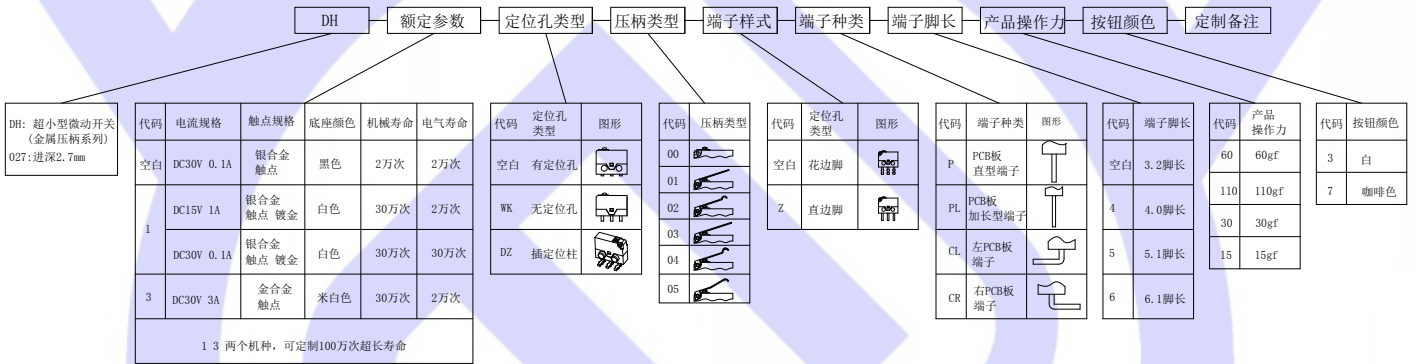 DH
额定参数
定位孔类型
压柄类型
端子样式
端子种类
端子脚长
产品操作力
按钮颜色
定制备注
DH: 超小型微动开关
(金属压柄系列)
027:进深2.7mm
代码 电流规格 触点规格 底座颜色 机械寿命 电气寿命
空白 DC30V 0.1A 银合金 触点 黑色 2万次 2万次
1 DC15V 1A 银合金 触点 镀金 白色 30万次 2万次
DC30V 0.1A 银合金 触点 镀金 白色 30万次 30万次
3 DC30V 3A 金合金 触点 米白色 30万次 2万次
1 3 两个机种，可定制100万次超长寿命
代码 定位孔 类型 图形
空白 有定位孔
WK 无定位孔
DZ 插定位柱
代码 压柄类型
00
01
02
03
04
05
代码 定位孔 类型 图形
空白 花边脚
Z 直边脚
代码 端子种类 图形
P PCB板 直型端子
PL PCB板 加长型端子
CL 左PCB板 端子
CR 右PCB板 端子
代码 端子脚长
空白 3.2脚长
4 4.0脚长
5 5.1脚长
6 6.1脚长
代码 产品 操作力
60 60gf
110 110gf
30 30gf
15 15gf
代码 按钮颜色
3 白
7 咖啡色